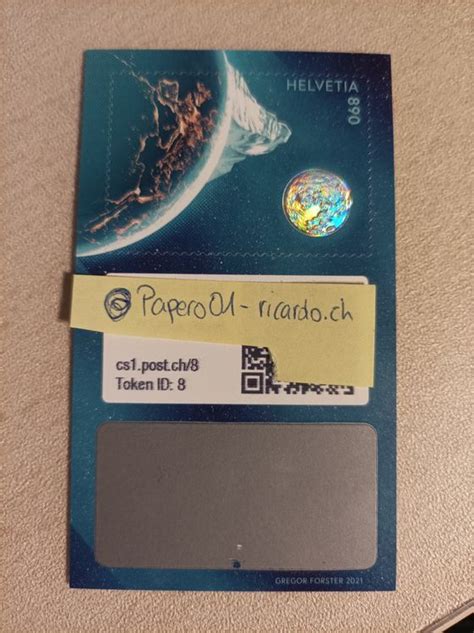 HELVETIA
890
@ Papero01-ricardo.ch
cs1.post.ch/8
Token ID: 8
GREGOR FORSTER 2021